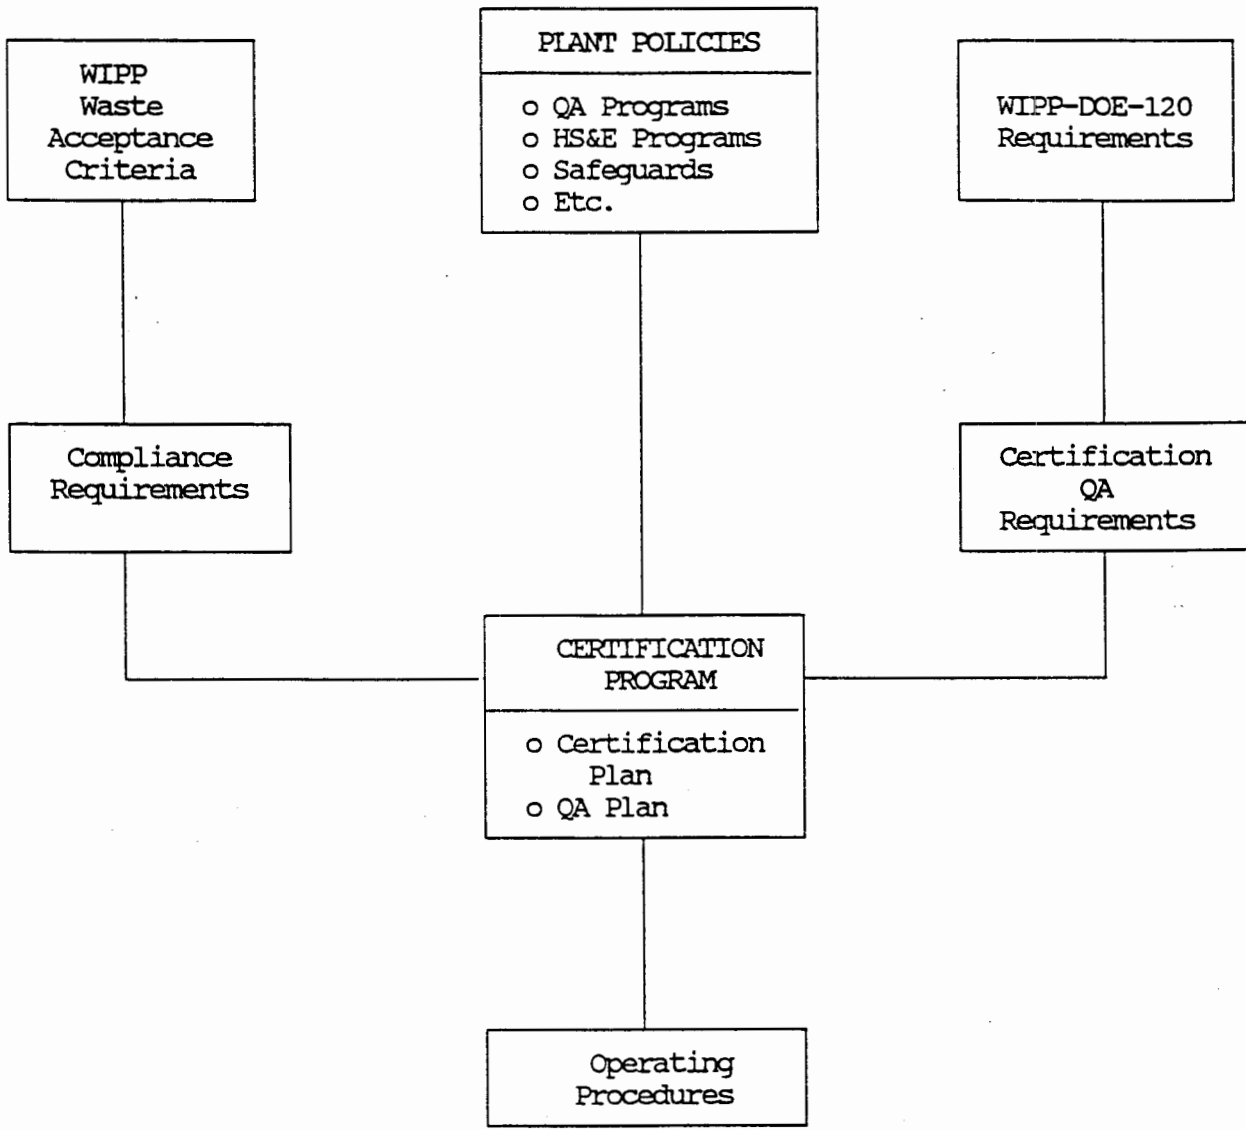 PLANT POLICIES
o QA Programs
o HS&E Programs
o Safeguards
o Etc.
WIPP
Waste
Acceptance
Criteria
WIPP-DOE-120
Requirements
Compliance
Requirements
Certification
QA
Requirements
CERTIFICATION
PROGRAM
o Certification
Plan
o QA Plan
Operating
Procedures